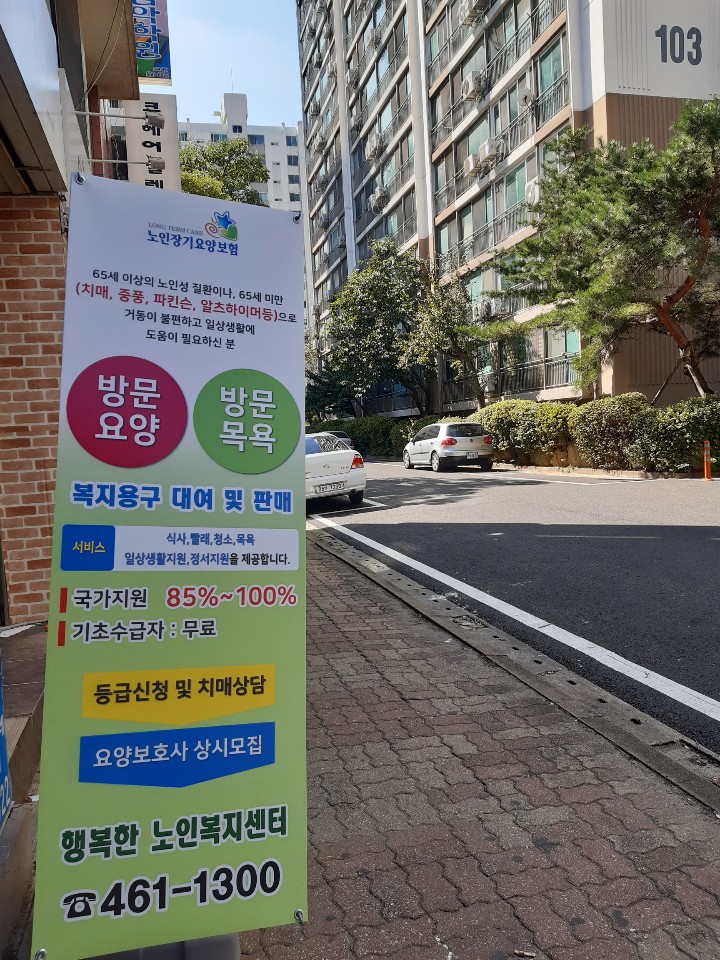 103
LONG TERM CARE
노인장기요양보험
65세 이상의 노인성 질환이나, 65세 미만
(치매, 중풍, 파킨슨, 알츠하이머등)으로
거동이 불편하고 일상생활에
도움이 필요하신 분
방문
요양
방문
목욕
복지용구 대여 및 판매
서비스
식사,빨래,청소,목욕
일상생활지원,정서지원을 제공합니다.
국가지원 85%~100%
기초수급자 : 무료
등급신청 및 치매상담
요양보호사 상시모집
행복한 노인복지센터
☎461-1300